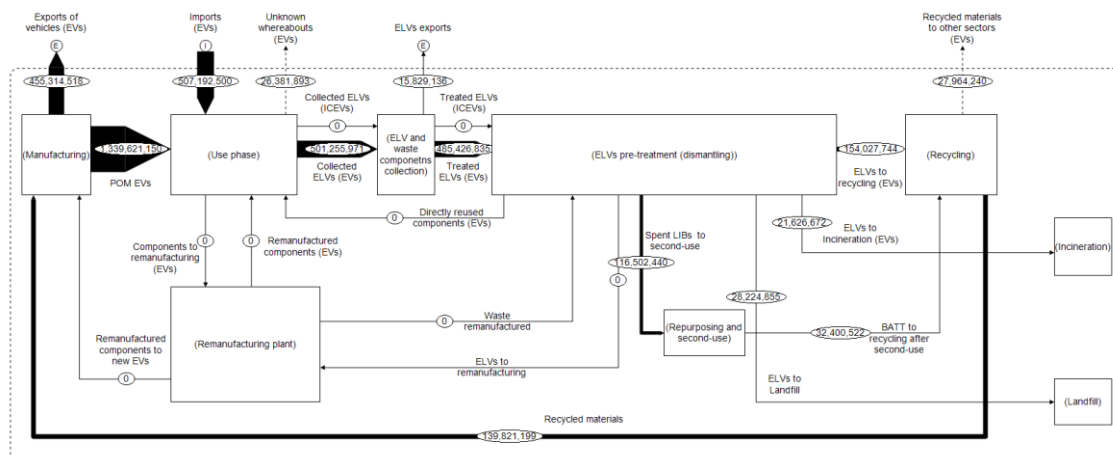 Exports of
vehicles (EVs)
Imports
(EVs)
Unknown
whereabouts
(EVs)
ELVs exports
Recycled materials
to other sectors
(EVs)
E
I
E
455,314,518
507,192,500
26,381,893
15,829,136
27,964,240
Collected ELVs
(ICEVs)
Treated ELVs
(ICEVs)
0
0
(Manufacturing)
1,339,621,150
(Use phase)
501,255,971
(ELV and
waste
componetns
collection)
485,426,835
(ELVs pre-treatment (dismantling))
154,027,744
(Recycling)
POM EVs
Collected
ELVs (EVs)
Treated
ELVs (EVs)
ELVs to
recycling (EVs)
Directly reused
components (EVs)
0
21,626,672
ELVs to
Incineration (EVs)
(Incineration)
Components to
remanufacturing
(EVs)
0
0
Remanufactured
components (EVs)
Spent LIBs to
second-use
116,502,440
0
28,224,855
Remanufactured
components to
new EVs
0
(Remanufacturing plant)
0
Waste
remanufactured
(Repurposing and
second-use)
32,400,522
BATT to
recycling after
second-use
ELVs to
remanufacturing
ELVs to
Landfill
(Landfill)
Recycled materials
139,821,199